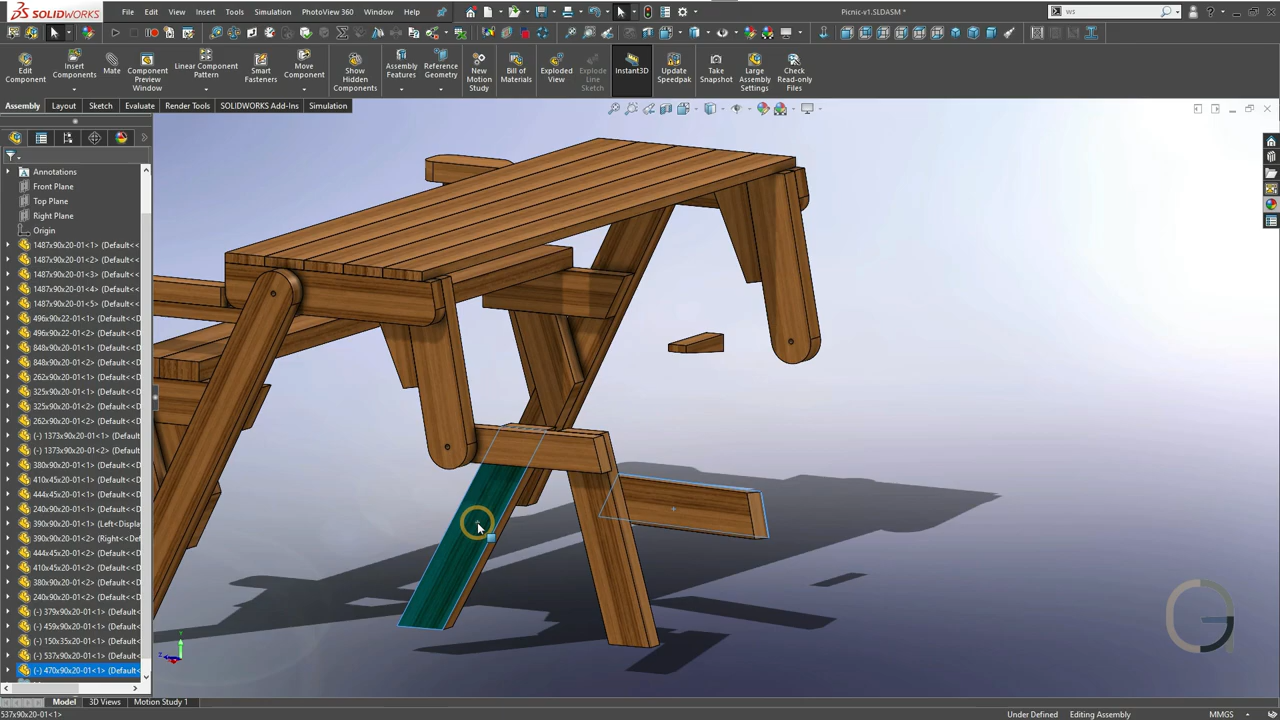 SOLIDWORKS
File Edit View Insert Tools Simulation PhotoView 360 Window Help
Picnic-v1.SLDASM *
ws
Edit Component
Insert Components
Mate
Component Preview Window
Linear Component Pattern
Smart Fasteners
Move Component
Show Hidden Components
Assembly Features
Reference Geometry
New Motion Study
Bill of Materials
Exploded View
Explode Line Sketch
Instant3D
Update Speedpak
Take Snapshot
Large Assembly Settings
Check Read-only Files
Assembly Layout Sketch Evaluate Render Tools SOLIDWORKS Add-Ins Simulation
Annotations
Front Plane
Top Plane
Right Plane
Origin
1487x90x20-01<1> (Default<<
1487x90x20-01<2> (Default<<
1487x90x20-01<3> (Default<<
1487x90x20-01<4> (Default<<
1487x90x20-01<5> (Default<<
496x90x22-01<1> (Default<<D
496x90x22-01<2> (Default<<D
848x90x20-01<1> (Default<<D
848x90x20-01<2> (Default<<D
262x90x20-01<1> (Default<<D
325x90x20-01<1> (Default<<D
325x90x20-01<2> (Default<<D
262x90x20-01<2> (Default<<D
(-) 1373x90x20-01<1> (Default
(-) 1373x90x20-01<2> (Default
380x90x20-01<1> (Default<<D
410x45x20-01<1> (Default<<D
444x45x20-01<1> (Default<<D
240x90x20-01<1> (Default<<D
390x90x20-01<1> (Left<Display
390x90x20-01<2> (Right<<De
444x45x20-01<2> (Default<<D
410x45x20-01<2> (Default<<D
380x90x20-01<2> (Default<<D
240x90x20-01<2> (Default<<D
(-) 379x90x20-01<1> (Default<
(-) 459x90x20-01<1> (Default<
(-) 150x35x20-01<1> (Default<
(-) 537x90x20-01<1> (Default<
(-) 470x90x20-01<1> (Default<
Y
Z
Model 3D Views Motion Study 1
537x90x20-01<1>
Under Defined Editing Assembly MMGS